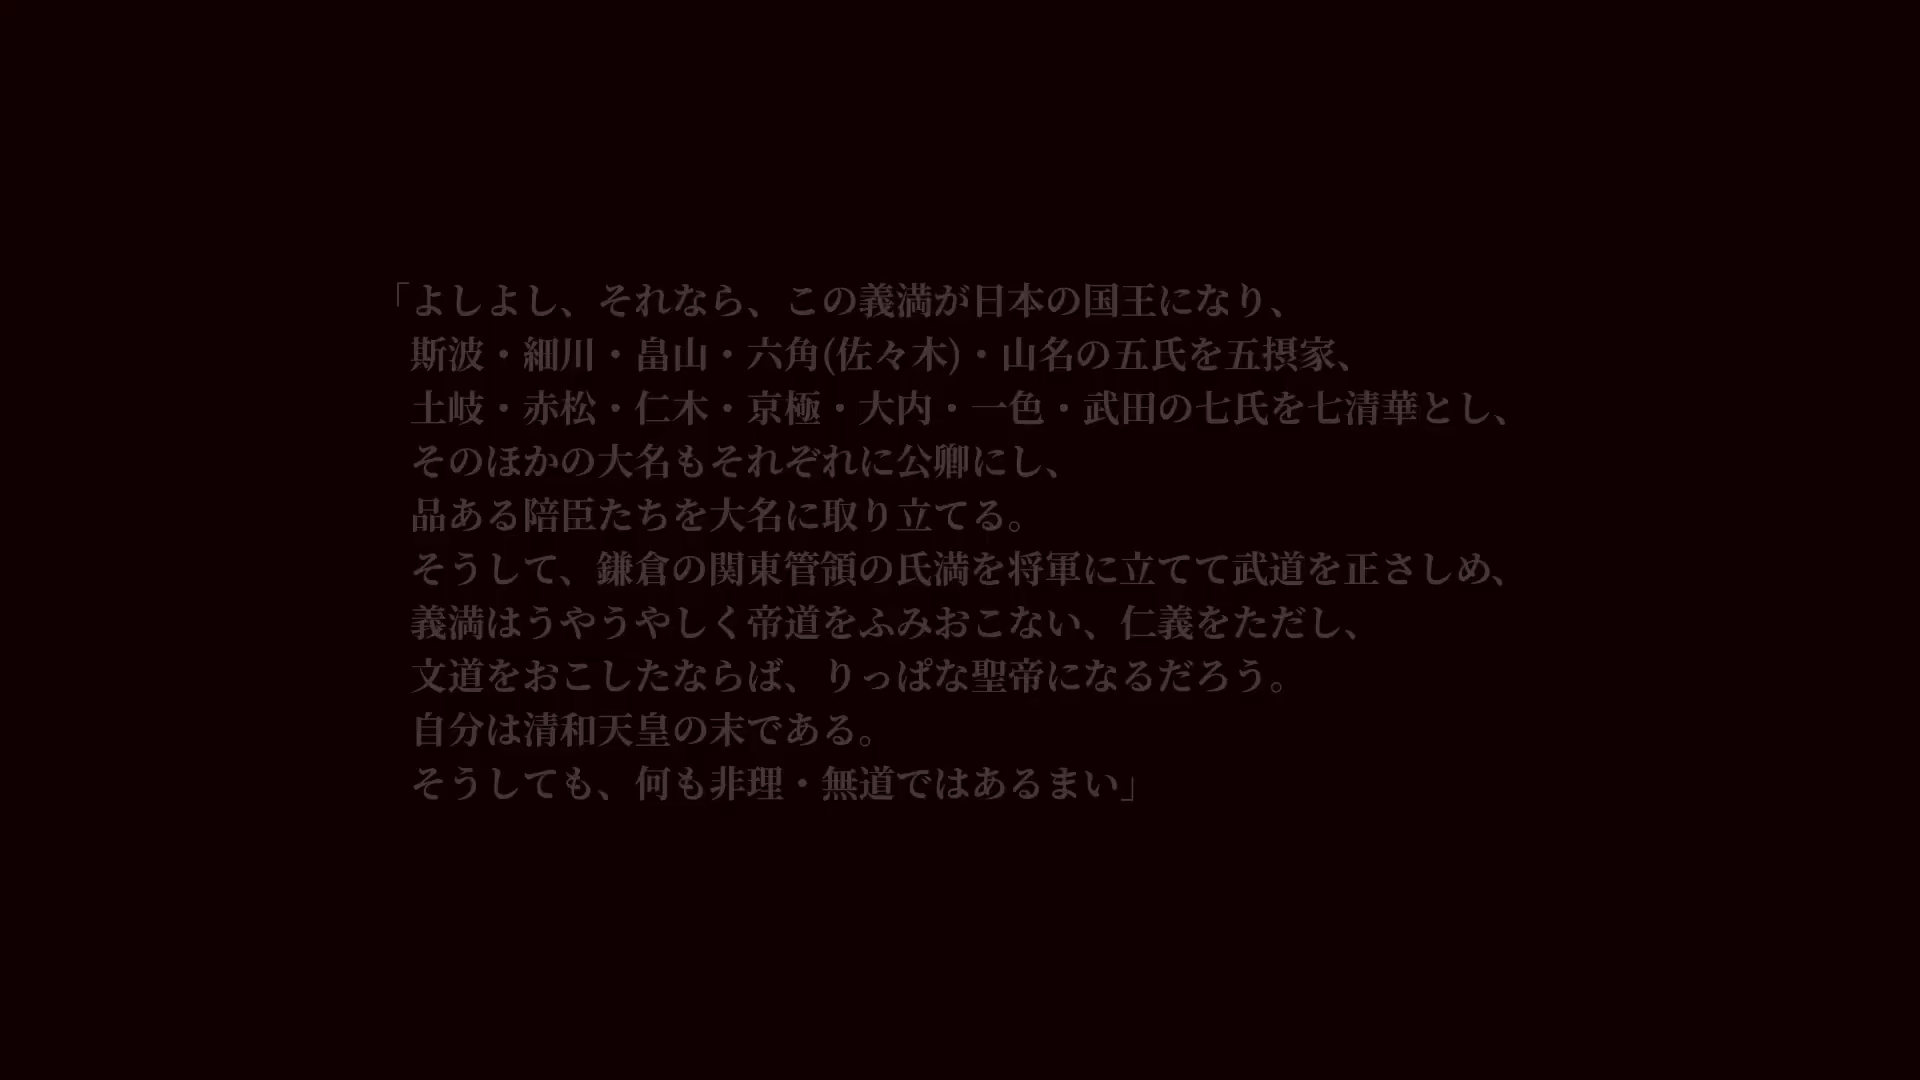 「よしよし、それなら、この義満が日本の国王になり、
斯波・細川・畠山・六角(佐々木)・山名の五氏を五摂家、
土岐・赤松・仁木・京極・大内・一色・武田の七氏を七清華とし、
そのほかの大名もそれぞれに公卿にし、
品ある陪臣たちを大名に取り立てる。
そうして、鎌倉の関東管領の氏満を将軍に立てて武道を正さしめ、
義満はうやうやしく帝道をふみおこない、仁義をただし、
文道をおこしたならば、りっぱな聖帝になるだろう。
自分は清和天皇の末である。
そうしても、何も非理・無道ではあるまい」